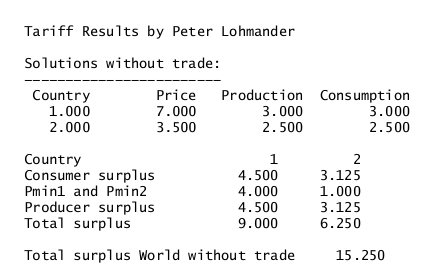 Tariff Results by Peter Lohmander
Solutions without trade:
------------------------
Country Price Production Consumption
1.000 7.000 3.000 3.000
2.000 3.500 2.500 2.500
Country 1 2
Consumer surplus 4.500 3.125
Pmin1 and Pmin2 4.000 1.000
Producer surplus 4.500 3.125
Total surplus 9.000 6.250
Total surplus World without trade 15.250